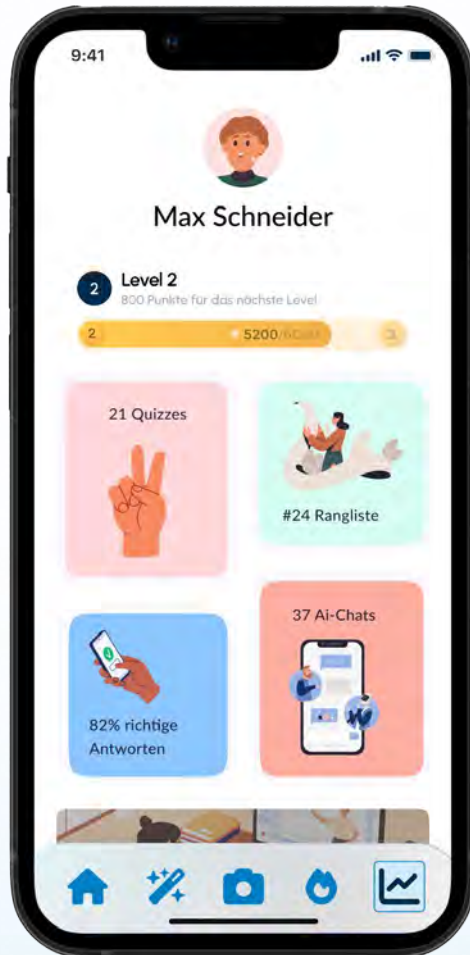 9:41
Max Schneider
2
Level 2
800 Punkte für das nächste Level
2
5200/6000
3
21 Quizzes
#24 Rangliste
37 Ai-Chats
82% richtige
Antworten